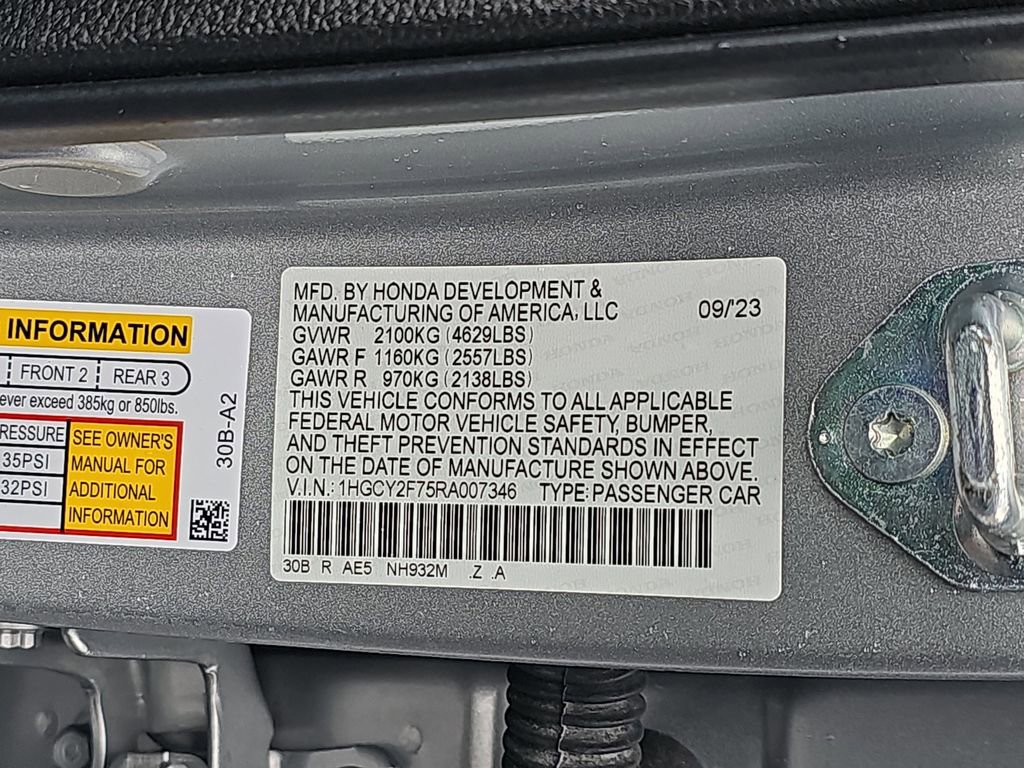 INFORMATION
FRONT 2 REAR 3
ever exceed 385kg or 850lbs.
RESSURE
35PSI
32PSI
SEE OWNER'S
MANUAL FOR
ADDITIONAL
INFORMATION
30B-A2
MFD. BY HONDA DEVELOPMENT &
MANUFACTURING OF AMERICA, LLC 09/'23
GVWR 2100KG (4629LBS)
GAWR F 1160KG (2557LBS)
GAWR R 970KG (2138LBS)
THIS VEHICLE CONFORMS TO ALL APPLICABLE
FEDERAL MOTOR VEHICLE SAFETY, BUMPER,
AND THEFT PREVENTION STANDARDS IN EFFECT
ON THE DATE OF MANUFACTURE SHOWN ABOVE.
V.I.N.: 1HGCY2F75RA007346 TYPE: PASSENGER CAR
30B R AE5 NH932M .Z .A